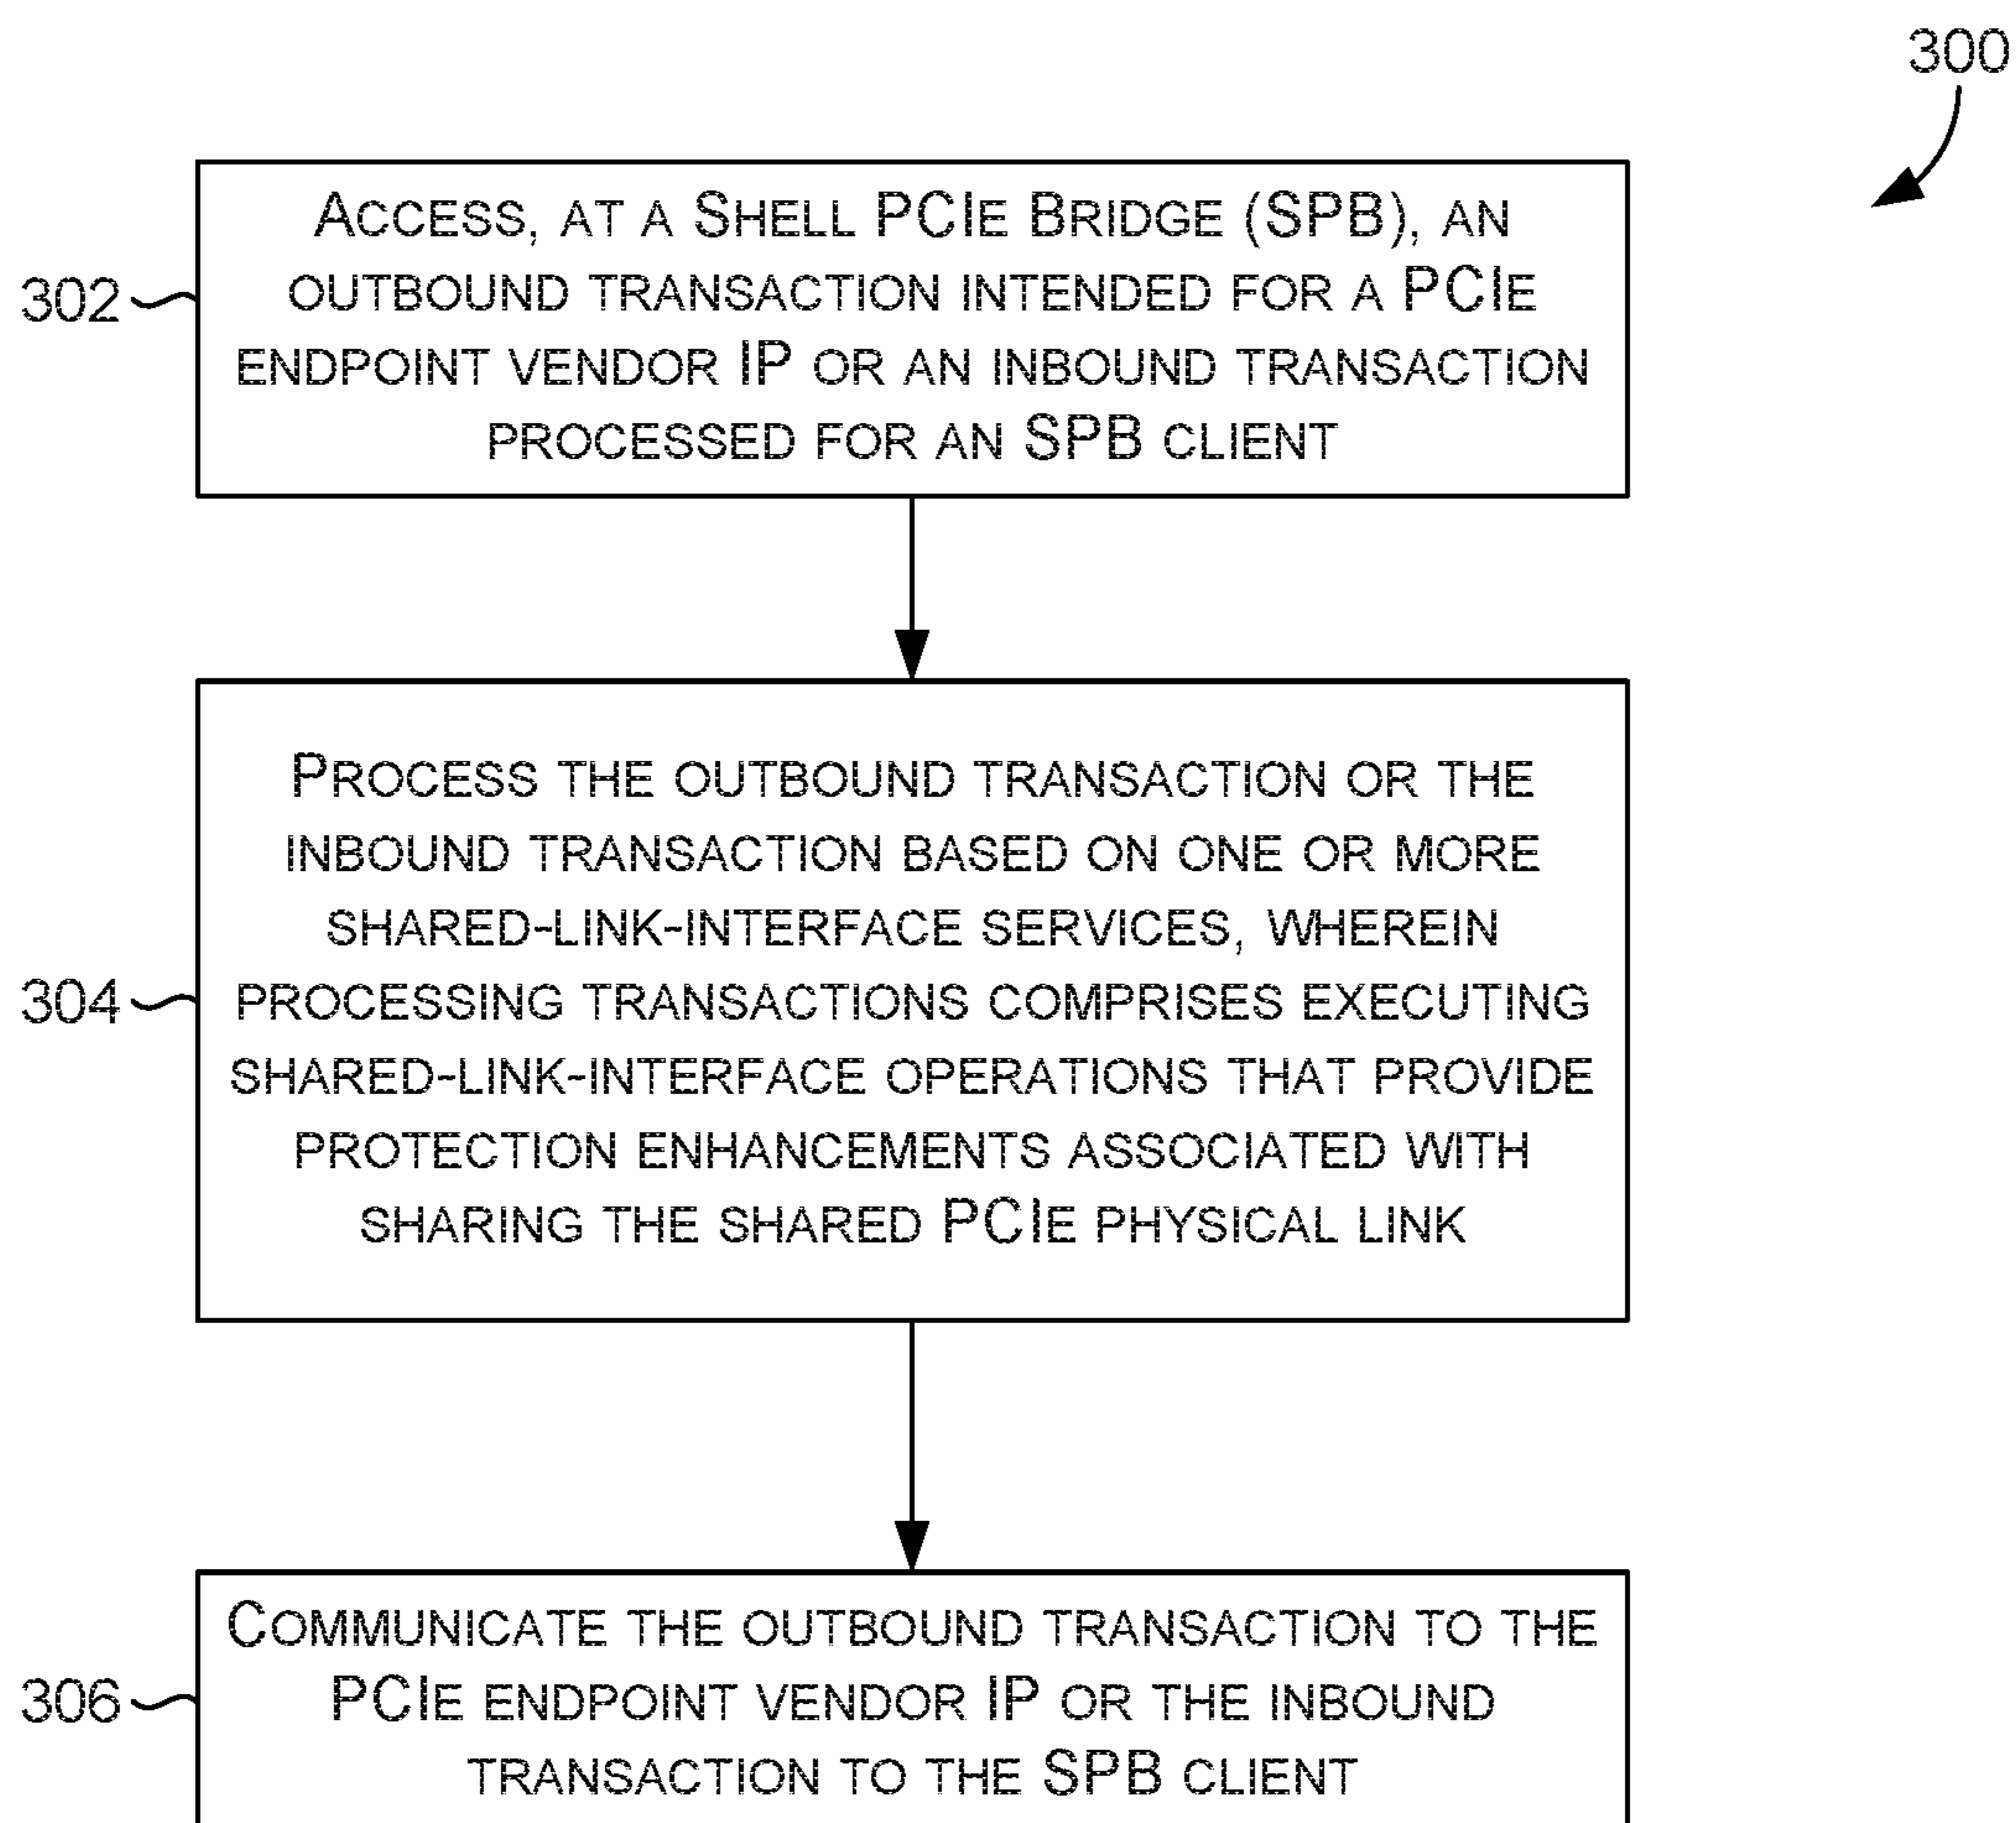 300
302
ACCESS, AT A SHELL PCIE BRIDGE (SPB), AN
OUTBOUND TRANSACTION INTENDED FOR A PCIE
ENDPOINT VENDOR IP OR AN INBOUND TRANSACTION
PROCESSED FOR AN SPB CLIENT
304
PROCESS THE OUTBOUND TRANSACTION OR THE
INBOUND TRANSACTION BASED ON ONE OR MORE
SHARED-LINK-INTERFACE SERVICES, WHEREIN
PROCESSING TRANSACTIONS COMPRISES EXECUTING
SHARED-LINK-INTERFACE OPERATIONS THAT PROVIDE
PROTECTION ENHANCEMENTS ASSOCIATED WITH
SHARING THE SHARED PCIE PHYSICAL LINK
306
COMMUNICATE THE OUTBOUND TRANSACTION TO THE
PCIE ENDPOINT VENDOR IP OR THE INBOUND
TRANSACTION TO THE SPB CLIENT